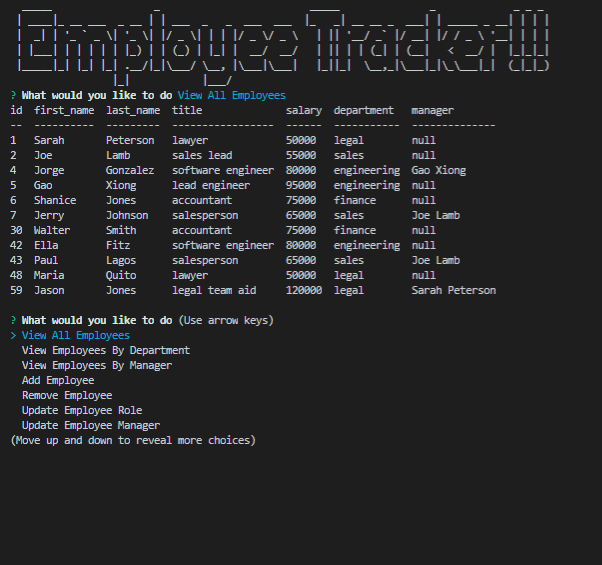 Employee Tracker!!!
? What would you like to do View All Employees
id first_name last_name title salary department manager
-- ---------- --------- ----------------- ------ ----------- --------------
1 Sarah Peterson lawyer 50000 legal null
2 Joe Lamb sales lead 55000 sales null
4 Jorge Gonzalez software engineer 80000 engineering Gao Xiong
5 Gao Xiong lead engineer 95000 engineering null
6 Shanice Jones accountant 75000 finance null
7 Jerry Johnson salesperson 65000 sales Joe Lamb
30 Walter Smith accountant 75000 finance null
42 Ella Fitz software engineer 80000 engineering null
43 Paul Lagos salesperson 65000 sales Joe Lamb
48 Maria Quito lawyer 50000 legal null
59 Jason Jones legal team aid 120000 legal Sarah Peterson
? What would you like to do (Use arrow keys)
> View All Employees
View Employees By Department
View Employees By Manager
Add Employee
Remove Employee
Update Employee Role
Update Employee Manager
(Move up and down to reveal more choices)